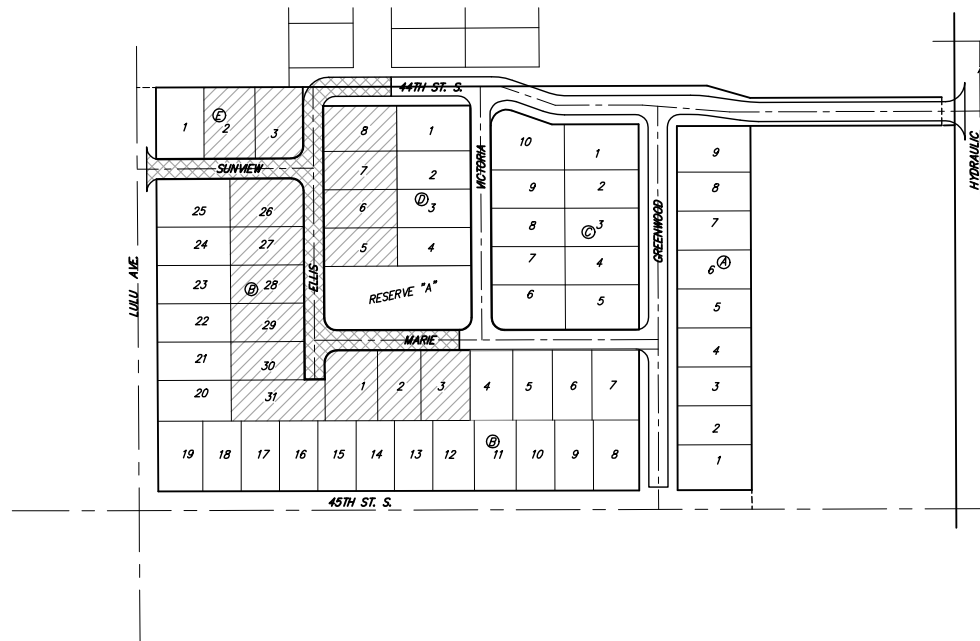 44TH ST. S.
E
1 2 3
SUNVIEW
HYDRAULIC
VICTORIA
GREENWOOD
LULU AVE.
ELLIS
8 1
7 2
D
6 3
5 4
RESERVE "A"
MARIE
10 1
9 2
8 3
C
7 4
6 5
9
8
7
6 A
5
4
3
2
1
25 26
24 27
23 28
B
22 29
21 30
20 31
1 2 3 4 5 6 7
B
19 18 17 16 15 14 13 12 11 10 9 8
45TH ST. S.